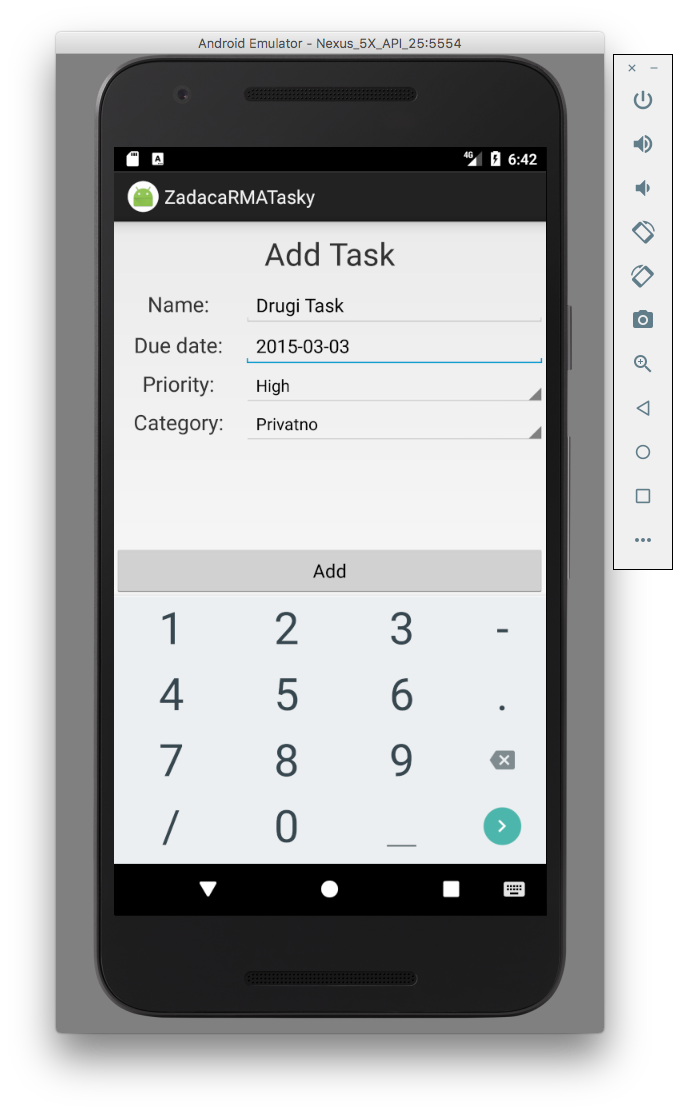 Android Emulator - Nexus_5X_API_25:5554
A 4G 6:42
ZadacaRMATasky
Add Task
Name: Drugi Task
Due date: 2015-03-03
Priority: High
Category: Privatno
Add
1 2 3 -
4 5 6 .
7 8 9
/ 0 _